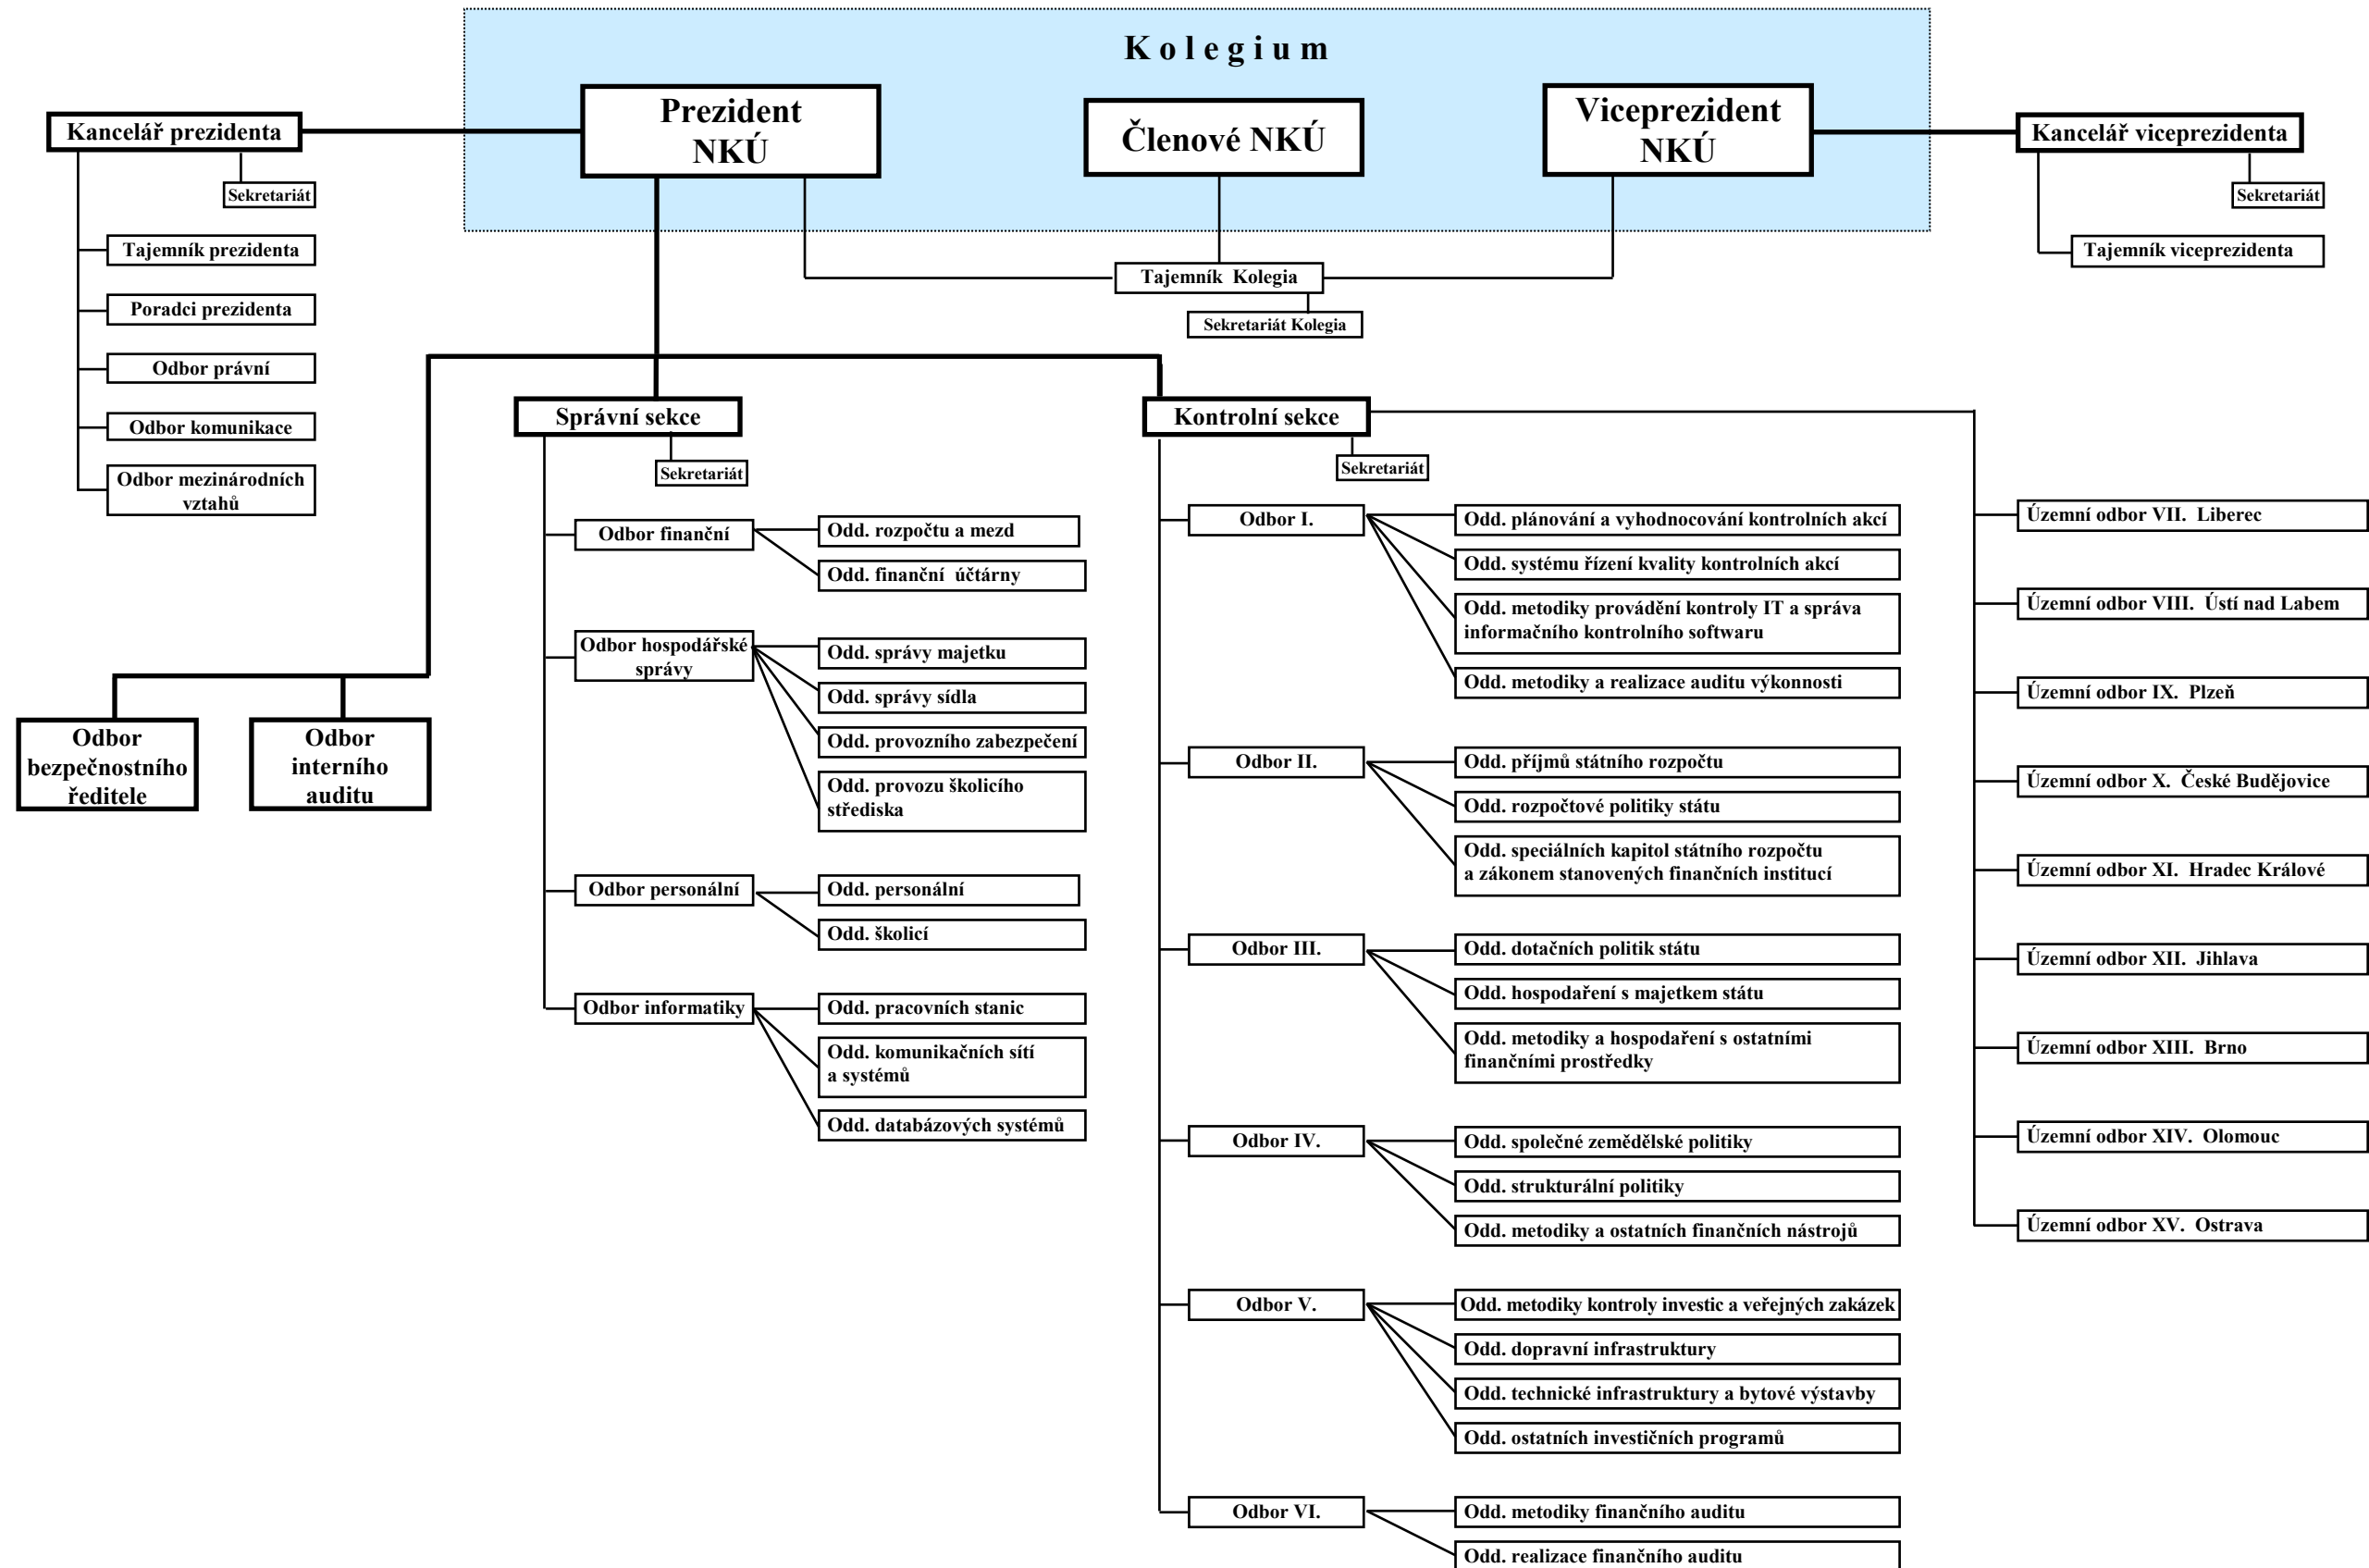 K o l e g i u m
Prezident
NKÚ
Členové NKÚ
Viceprezident
NKÚ
Kancelář prezidenta
Sekretariát
Tajemník prezidenta
Poradci prezidenta
Odbor právní
Odbor komunikace
Odbor mezinárodních
vztahů
Kancelář viceprezidenta
Sekretariát
Tajemník viceprezidenta
Tajemník Kolegia
Sekretariát Kolegia
Odbor
bezpečnostního
ředitele
Odbor
interního
auditu
Správní sekce
Sekretariát
Odbor finanční
Odd. rozpočtu a mezd
Odd. finanční účtárny
Odbor hospodářské
správy
Odd. správy majetku
Odd. správy sídla
Odd. provozního zabezpečení
Odd. provozu školicího
střediska
Odbor personální
Odd. personální
Odd. školicí
Odbor informatiky
Odd. pracovních stanic
Odd. komunikačních sítí
a systémů
Odd. databázových systémů
Kontrolní sekce
Sekretariát
Odbor I.
Odd. plánování a vyhodnocování kontrolních akcí
Odd. systému řízení kvality kontrolních akcí
Odd. metodiky provádění kontroly IT a správa
informačního kontrolního softwaru
Odd. metodiky a realizace auditu výkonnosti
Odbor II.
Odd. příjmů státního rozpočtu
Odd. rozpočtové politiky státu
Odd. speciálních kapitol státního rozpočtu
a zákonem stanovených finančních institucí
Odbor III.
Odd. dotačních politik státu
Odd. hospodaření s majetkem státu
Odd. metodiky a hospodaření s ostatními
finančními prostředky
Odbor IV.
Odd. společné zemědělské politiky
Odd. strukturální politiky
Odd. metodiky a ostatních finančních nástrojů
Odbor V.
Odd. metodiky kontroly investic a veřejných zakázek
Odd. dopravní infrastruktury
Odd. technické infrastruktury a bytové výstavby
Odd. ostatních investičních programů
Odbor VI.
Odd. metodiky finančního auditu
Odd. realizace finančního auditu
Územní odbor VII. Liberec
Územní odbor VIII. Ústí nad Labem
Územní odbor IX. Plzeň
Územní odbor X. České Budějovice
Územní odbor XI. Hradec Králové
Územní odbor XII. Jihlava
Územní odbor XIII. Brno
Územní odbor XIV. Olomouc
Územní odbor XV. Ostrava